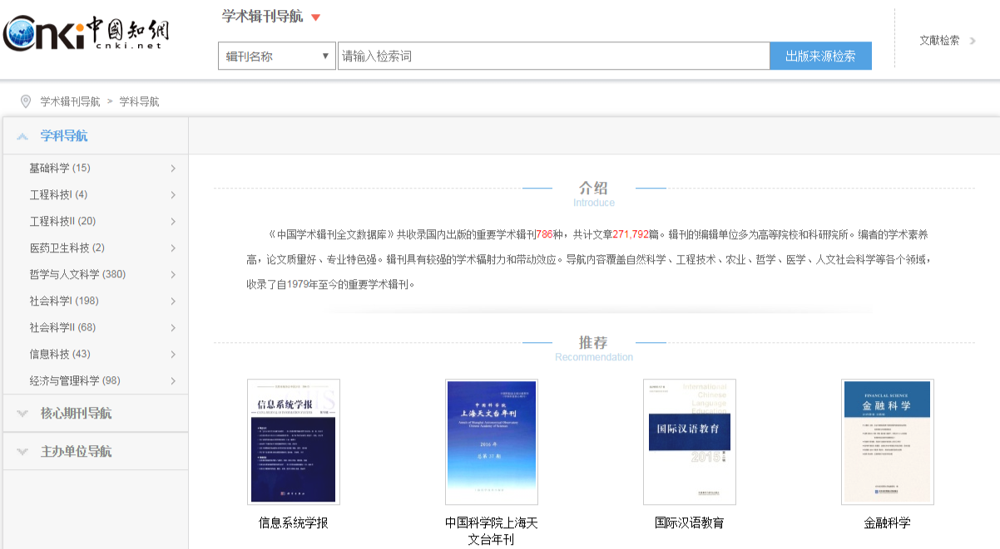 cnki中國知網
cnki.net
学术辑刊导航
辑刊名称
请输入检索词
出版来源检索
文献检索
学术辑刊导航 > 学科导航
学科导航
基础科学 (15)
工程科技I (4)
工程科技II (20)
医药卫生科技 (2)
哲学与人文科学 (380)
社会科学I (198)
社会科学II (68)
信息科技 (43)
经济与管理科学 (98)
核心期刊导航
主办单位导航
介绍
Introduce
《中国学术辑刊全文数据库》共收录国内出版的重要学术辑刊786种，共计文章271,792篇。辑刊的编辑单位多为高等院校和科研院所。编者的学术素养
高，论文质量好、专业特色强。辑刊具有较强的学术辐射力和带动效应。导航内容覆盖自然科学、工程技术、农业、哲学、医学、人文社会科学等各个领域，
收录了自1979年至今的重要学术辑刊。
推荐
Recommendation
信息系统学报
中国科学院
上海天文台年刊
Annals of Shanghai Astronomical Observatory
Chinese Academy of Sciences
2016 年
总第 37 期
International
Chinese
Language
Education
国际汉语教育
2015
FINANCIAL SCIENCE
金融科学
信息系统学报
中国科学院上海天
文台年刊
国际汉语教育
金融科学